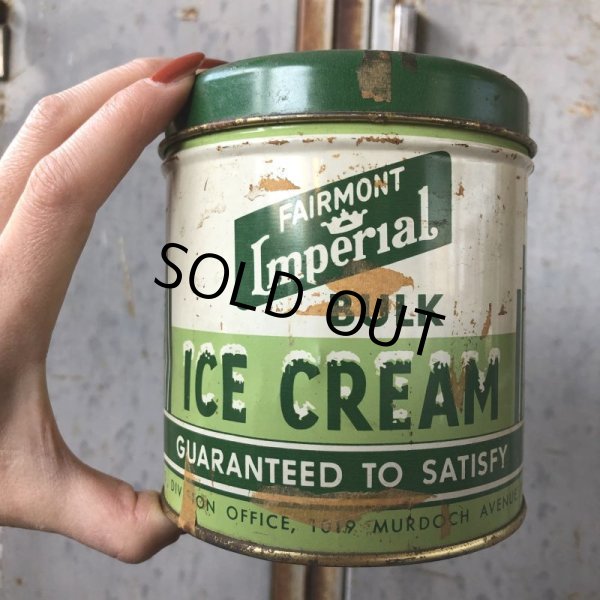 FAIRMONT
Imperial
BULK
SOLD OUT
ICE CREAM
GUARANTEED TO SATISFY
DIVISION OFFICE, 1019 MURDOCH AVENUE